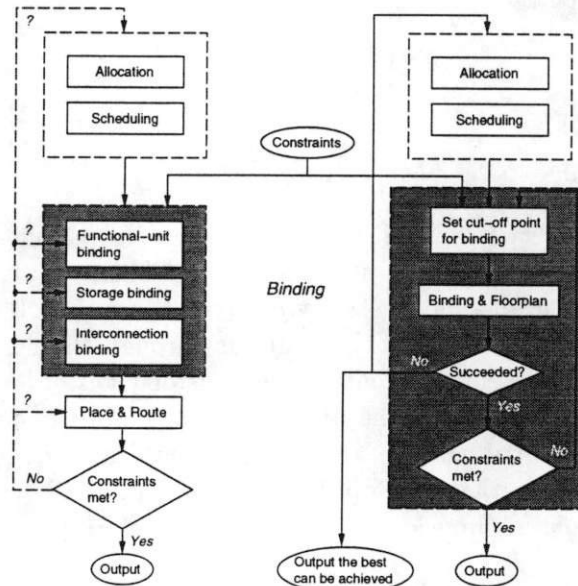 ?
Allocation
Scheduling
?
Functional-unit
binding
?
Storage binding
?
Interconnection
binding
?
Place & Route
No
Constraints
met?
Yes
Output
Constraints
Binding
Allocation
Scheduling
Set cut-off point
for binding
Binding & Floorplan
No
Succeeded?
Yes
No
Constraints
met?
Yes
Output the best
can be achieved
Output